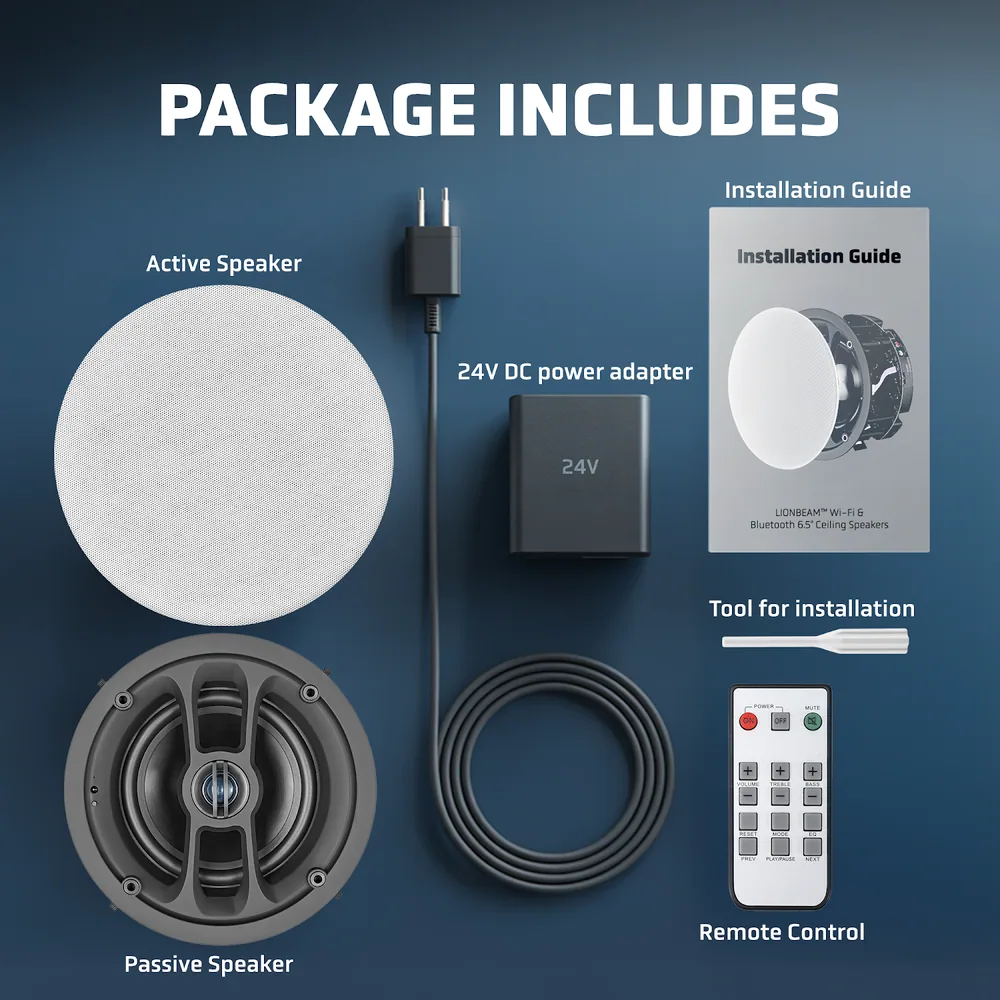 PACKAGE INCLUDES
Installation Guide
Installation Guide
LIONBEAM™ Wi-Fi &
Bluetooth 6.5" Ceiling Speakers
Active Speaker
24V DC power adapter
24V
Tool for installation
POWER
MUTE
ON
OFF
+ + +
VOLUME TREBLE BASS
− − −
RESET MODE EQ
PREV PLAY/PAUSE NEXT
Remote Control
Passive Speaker